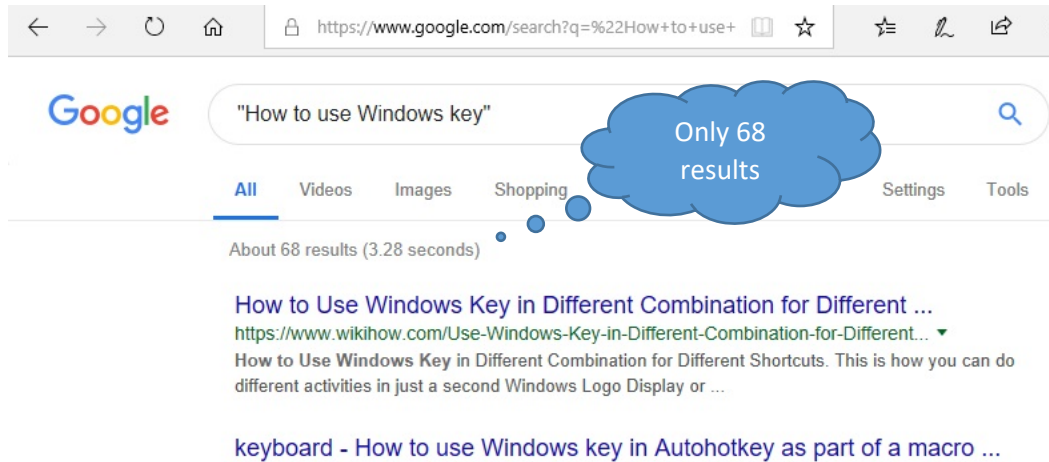 https://www.google.com/search?q=%22How+to+use+
Google
"How to use Windows key"
Only 68
results
All Videos Images Shopping Settings Tools
About 68 results (3.28 seconds)
How to Use Windows Key in Different Combination for Different ...
https://www.wikihow.com/Use-Windows-Key-in-Different-Combination-for-Different...
How to Use Windows Key in Different Combination for Different Shortcuts. This is how you can do
different activities in just a second Windows Logo Display or ...
keyboard - How to use Windows key in Autohotkey as part of a macro ...